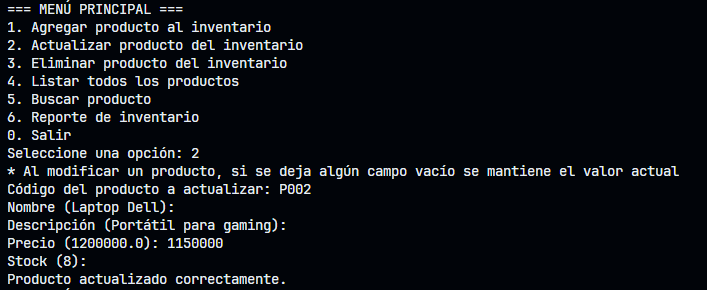 === MENÚ PRINCIPAL ===
1. Agregar producto al inventario
2. Actualizar producto del inventario
3. Eliminar producto del inventario
4. Listar todos los productos
5. Buscar producto
6. Reporte de inventario
0. Salir
Seleccione una opción: 2
* Al modificar un producto, si se deja algún campo vacío se mantiene el valor actual
Código del producto a actualizar: P002
Nombre (Laptop Dell):
Descripción (Portátil para gaming):
Precio (1200000.0): 1150000
Stock (8):
Producto actualizado correctamente.